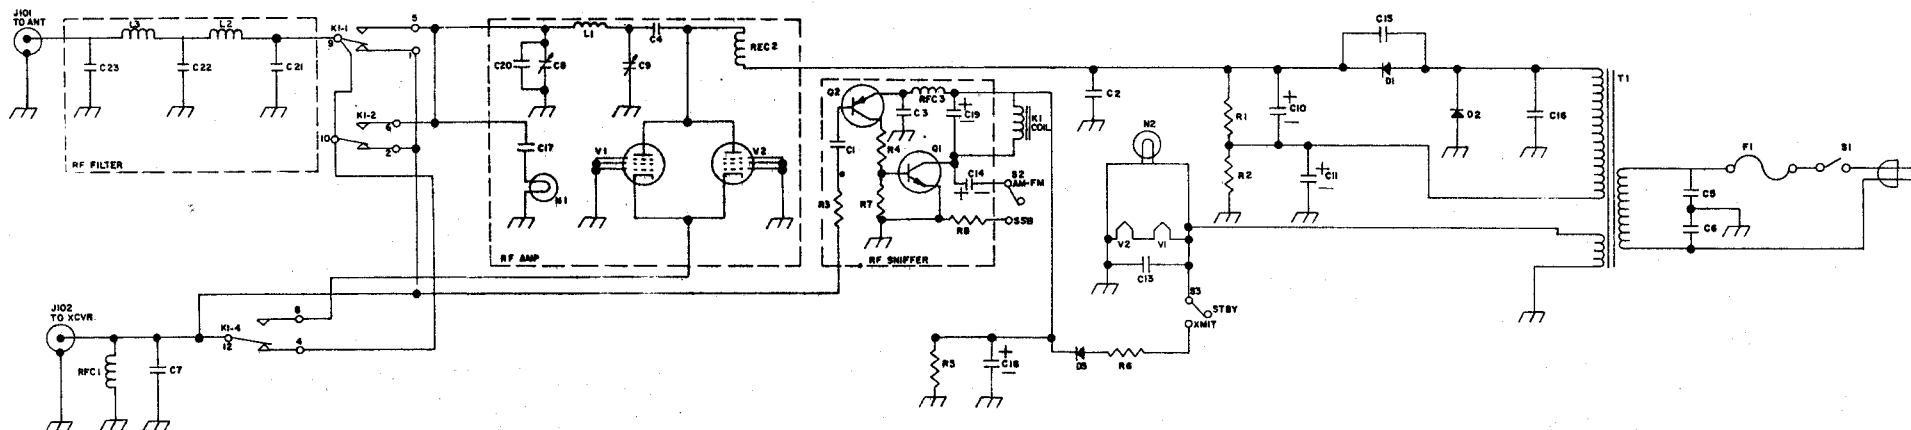 J101
TO ANT
L3
L2
K1-1
5
9
1
C23
C22
C21
K1-2
6
10
2
RF FILTER
L1
C4
REC2
C20
C8
C9
C17
V1
V2
N1
RF AMP
Q2
RFC3
C3
C19
K1
COIL
C1
R4
Q1
R3
R7
C14
S2
AM-FM
R8
SSB
RF SNIFFER
C2
R1
C10
R2
C11
C15
D1
D2
C16
T1
N2
V2
V1
C13
S3
STBY
XMIT
F1
S1
C5
C6
J102
TO XCVR
K1-4
12
8
4
RFC1
C7
R5
C18
D3
R6